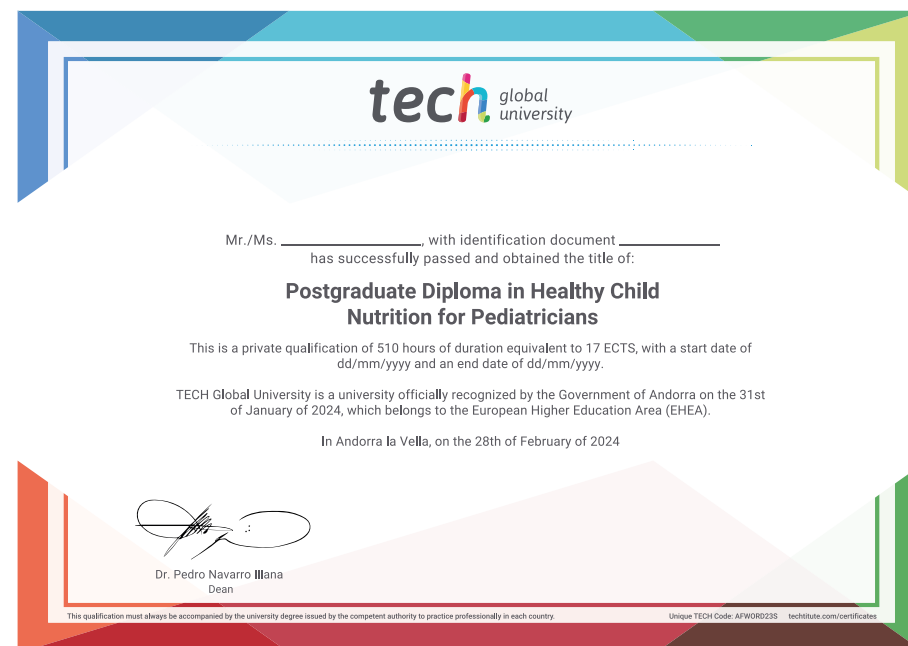 tech global university
Mr./Ms. ____________________, with identification document ______________
has successfully passed and obtained the title of:
Postgraduate Diploma in Healthy Child
Nutrition for Pediatricians
This is a private qualification of 510 hours of duration equivalent to 17 ECTS, with a start date of
dd/mm/yyyy and an end date of dd/mm/yyyy.
TECH Global University is a university officially recognized by the Government of Andorra on the 31st
of January of 2024, which belongs to the European Higher Education Area (EHEA).
In Andorra la Vella, on the 28th of February of 2024
Dr. Pedro Navarro Illana
Dean
This qualification must always be accompanied by the university degree issued by the competent authority to practice professionally in each country.
Unique TECH Code: AFWORD23S techtitute.com/certificates